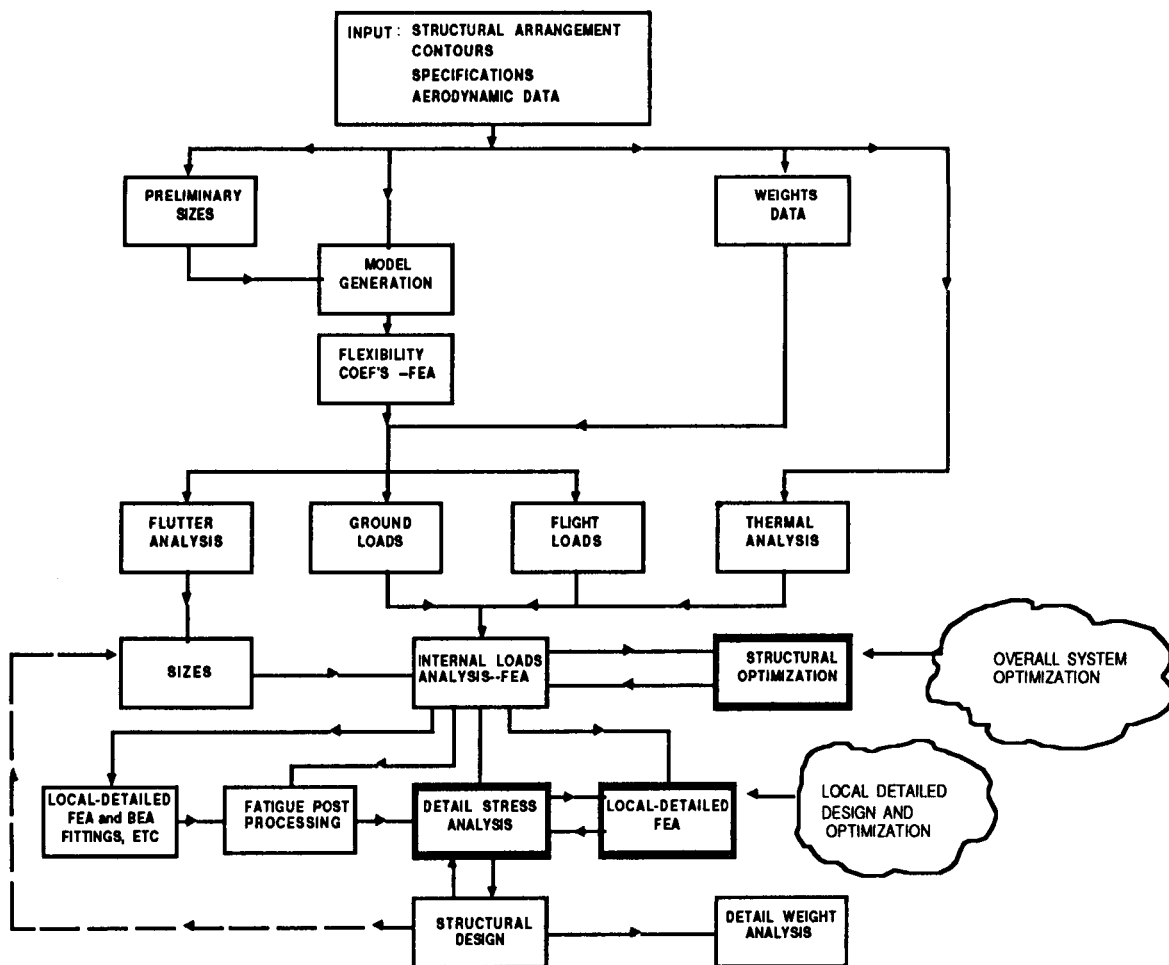 INPUT: STRUCTURAL ARRANGEMENT
CONTOURS
SPECIFICATIONS
AERODYNAMIC DATA
PRELIMINARY
SIZES
WEIGHTS
DATA
MODEL
GENERATION
FLEXIBILITY
COEF'S -FEA
FLUTTER
ANALYSIS
GROUND
LOADS
FLIGHT
LOADS
THERMAL
ANALYSIS
SIZES
INTERNAL LOADS
ANALYSIS--FEA
STRUCTURAL
OPTIMIZATION
OVERALL SYSTEM
OPTIMIZATION
LOCAL-DETAILED
FEA and BEA
FITTINGS, ETC
FATIGUE POST
PROCESSING
DETAIL STRESS
ANALYSIS
LOCAL-DETAILED
FEA
LOCAL DETAILED
DESIGN AND
OPTIMIZATION
STRUCTURAL
DESIGN
DETAIL WEIGHT
ANALYSIS